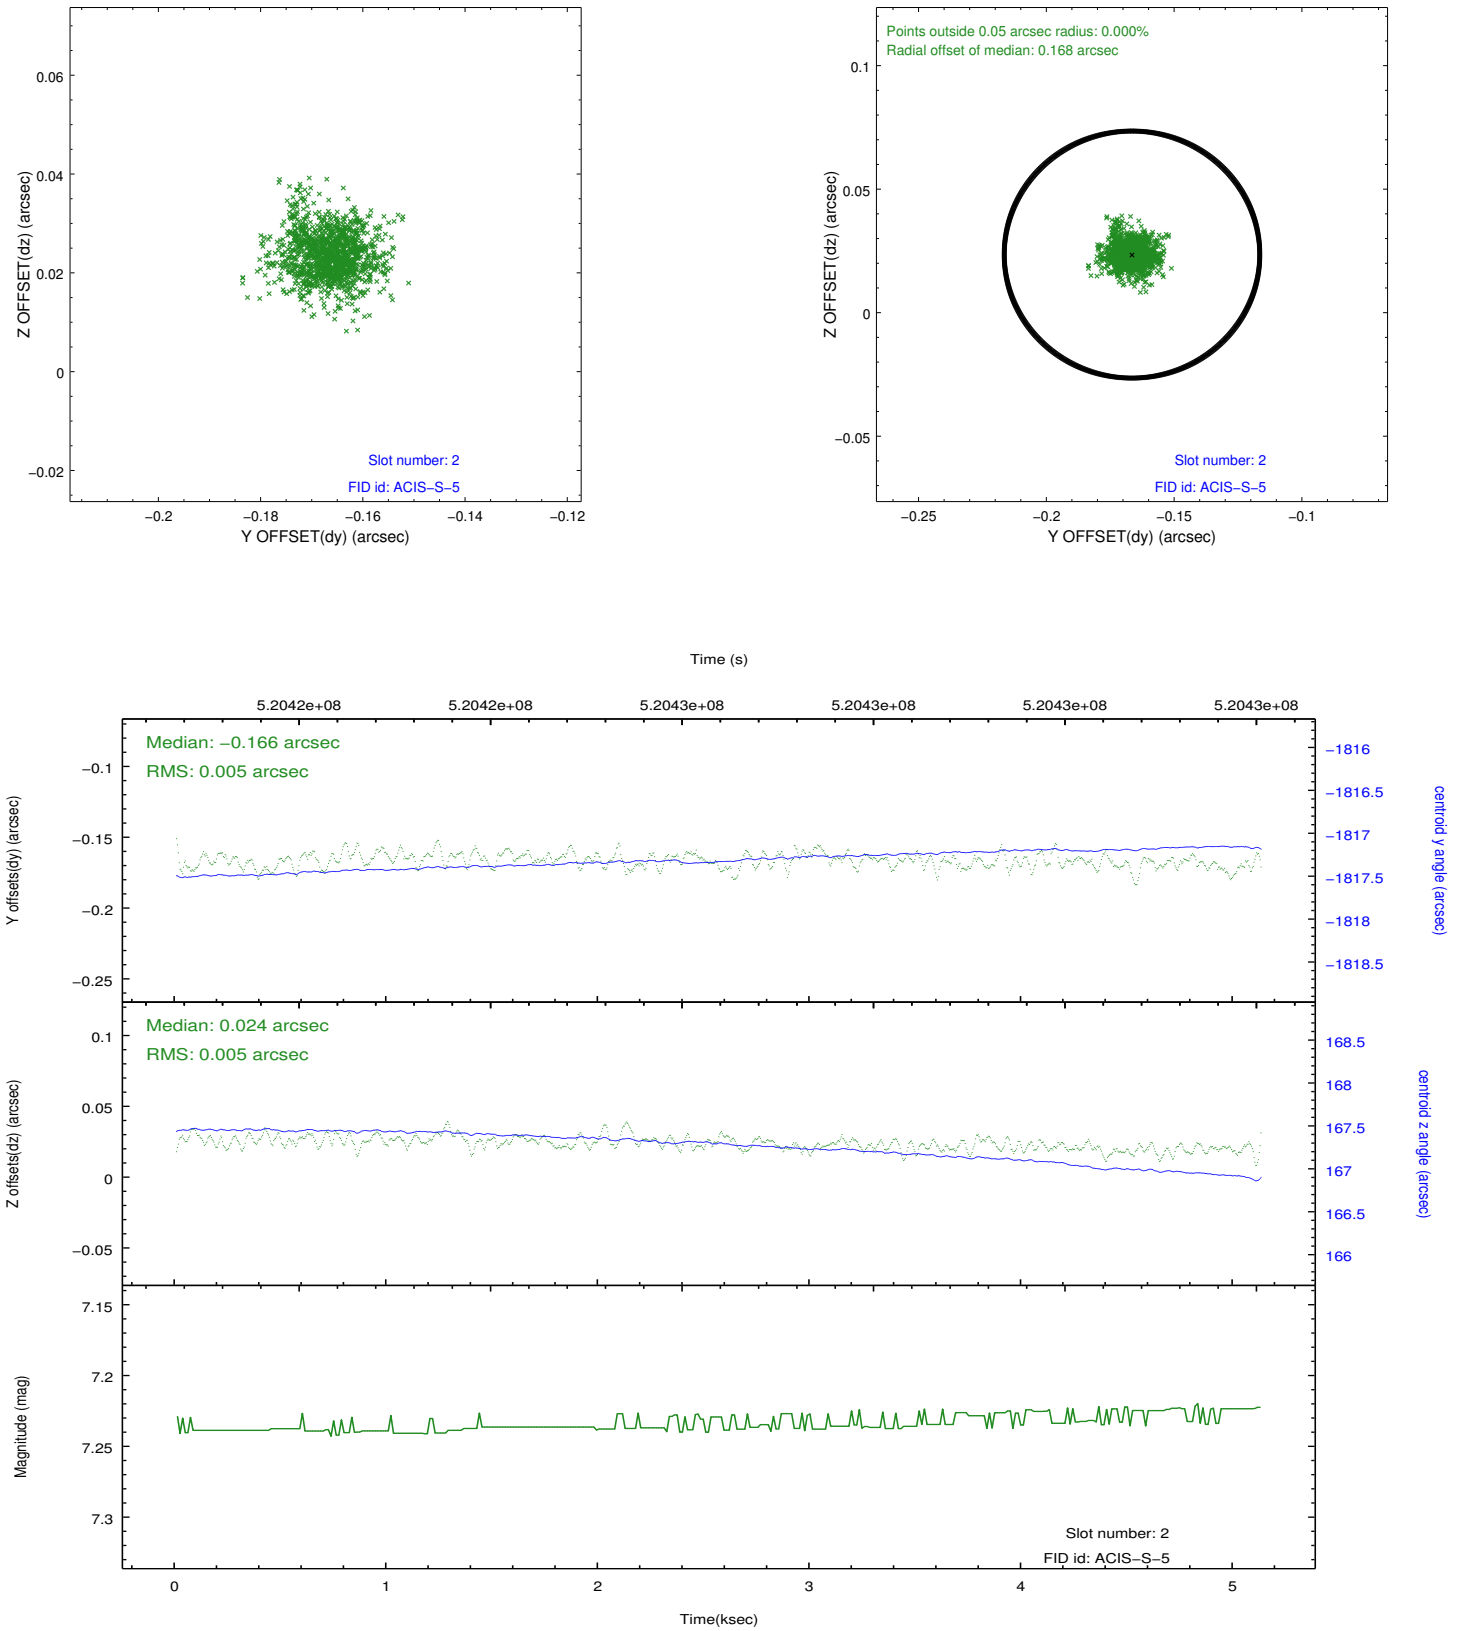 0.06
0.04
0.02
0
−0.02
Z OFFSET(dz) (arcsec)
Slot number: 2
FID id: ACIS−S−5
−0.2
−0.18
−0.16
−0.14
−0.12
Y OFFSET(dy) (arcsec)
Points outside 0.05 arcsec radius: 0.000%
Radial offset of median: 0.168 arcsec
0.1
0.05
0
−0.05
Z OFFSET(dz) (arcsec)
Slot number: 2
FID id: ACIS−S−5
−0.25
−0.2
−0.15
−0.1
Y OFFSET(dy) (arcsec)
Time (s)
5.2042e+08
5.2042e+08
5.2043e+08
5.2043e+08
5.2043e+08
5.2043e+08
Median: −0.166 arcsec
RMS: 0.005 arcsec
−0.1
−0.15
−0.2
−0.25
Y offsets(dy) (arcsec)
−1816
−1816.5
−1817
−1817.5
−1818
−1818.5
centroid y angle (arcsec)
Median: 0.024 arcsec
RMS: 0.005 arcsec
0.1
0.05
0
−0.05
Z offsets(dz) (arcsec)
168.5
168
167.5
167
166.5
166
centroid z angle (arcsec)
7.15
7.2
7.25
7.3
Magnitude (mag)
Slot number: 2
FID id: ACIS−S−5
0
1
2
3
4
5
Time(ksec)